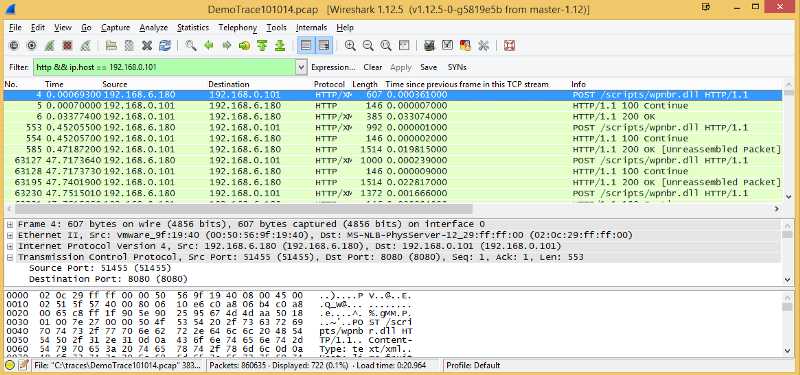 DemoTrace101014.pcap [Wireshark 1.12.5 (v1.12.5-0-g5819e5b from master-1.12)]
File Edit View Go Capture Analyze Statistics Telephony Tools Internals Help
Filter: http && ip.host == 192.168.0.101 Expression... Clear Apply Save SYNs
No. Time Source Destination Protocol Length Time since previous frame in this TCP stream Info
4 0.00069300 192.168.6.180 192.168.0.101 HTTP/XM 607 0.000361000 POST /scripts/wpnbr.dll HTTP/1.1
5 0.00070000 192.168.0.101 192.168.6.180 HTTP 146 0.000007000 HTTP/1.1 100 Continue
6 0.03377400 192.168.0.101 192.168.6.180 HTTP/XM 385 0.033074000 HTTP/1.1 200 OK
553 0.45205500 192.168.6.180 192.168.0.101 HTTP/XM 992 0.000001000 POST /scripts/wpnbr.dll HTTP/1.1
554 0.45205700 192.168.0.101 192.168.6.180 HTTP 146 0.000002000 HTTP/1.1 100 Continue
585 0.47187200 192.168.0.101 192.168.6.180 HTTP 1514 0.019815000 HTTP/1.1 200 OK [Unreassembled Packet]
63127 47.7173640 192.168.6.180 192.168.0.101 HTTP/XM 1000 0.000239000 POST /scripts/wpnbr.dll HTTP/1.1
63128 47.7173730 192.168.0.101 192.168.6.180 HTTP 146 0.000009000 HTTP/1.1 100 Continue
63195 47.7401900 192.168.0.101 192.168.6.180 HTTP 1514 0.022817000 HTTP/1.1 200 OK [Unreassembled Packet]
63230 47.7515010 192.168.6.180 192.168.0.101 HTTP/XM 1372 0.001666000 POST /scripts/wpnbr.dll HTTP/1.1
Frame 4: 607 bytes on wire (4856 bits), 607 bytes captured (4856 bits) on interface 0
Ethernet II, Src: Vmware_9f:19:40 (00:50:56:9f:19:40), Dst: MS-NLB-PhysServer-12_29:ff:ff:00 (02:0c:29:ff:ff:00)
Internet Protocol Version 4, Src: 192.168.6.180 (192.168.6.180), Dst: 192.168.0.101 (192.168.0.101)
Transmission Control Protocol, Src Port: 51455 (51455), Dst Port: 8080 (8080), Seq: 1, Ack: 1, Len: 553
Source Port: 51455 (51455)
Destination Port: 8080 (8080)
0000 02 0c 29 ff ff 00 00 50 56 9f 19 40 08 00 45 00 ..)....P V..@..E.
0010 02 51 5f 57 40 00 80 06 10 e6 c0 a8 06 b4 c0 a8 .Q_W@... ........
0020 00 65 c8 ff 1f 90 5e 90 25 95 67 4d 4d aa 50 18 .e....^. %.gMM.P.
0030 01 00 7e 27 00 00 50 4f 53 54 20 2f 73 63 72 69 ..~'..PO ST /scri
0040 70 74 73 2f 77 70 6e 62 72 2e 64 6c 6c 20 48 54 pts/wpnb r.dll HT
0050 54 50 2f 31 2e 31 0d 0a 43 6f 6e 74 65 6e 74 2d TP/1.1.. Content-
0060 54 79 70 65 3a 20 74 65 78 74 2f 78 6d 6c 0d 0a Type: te xt/xml..
File: "C:\traces\DemoTrace101014.pcap" 383... Packets: 860635 · Displayed: 722 (0.1%) · Load time: 0:20.964 Profile: Default